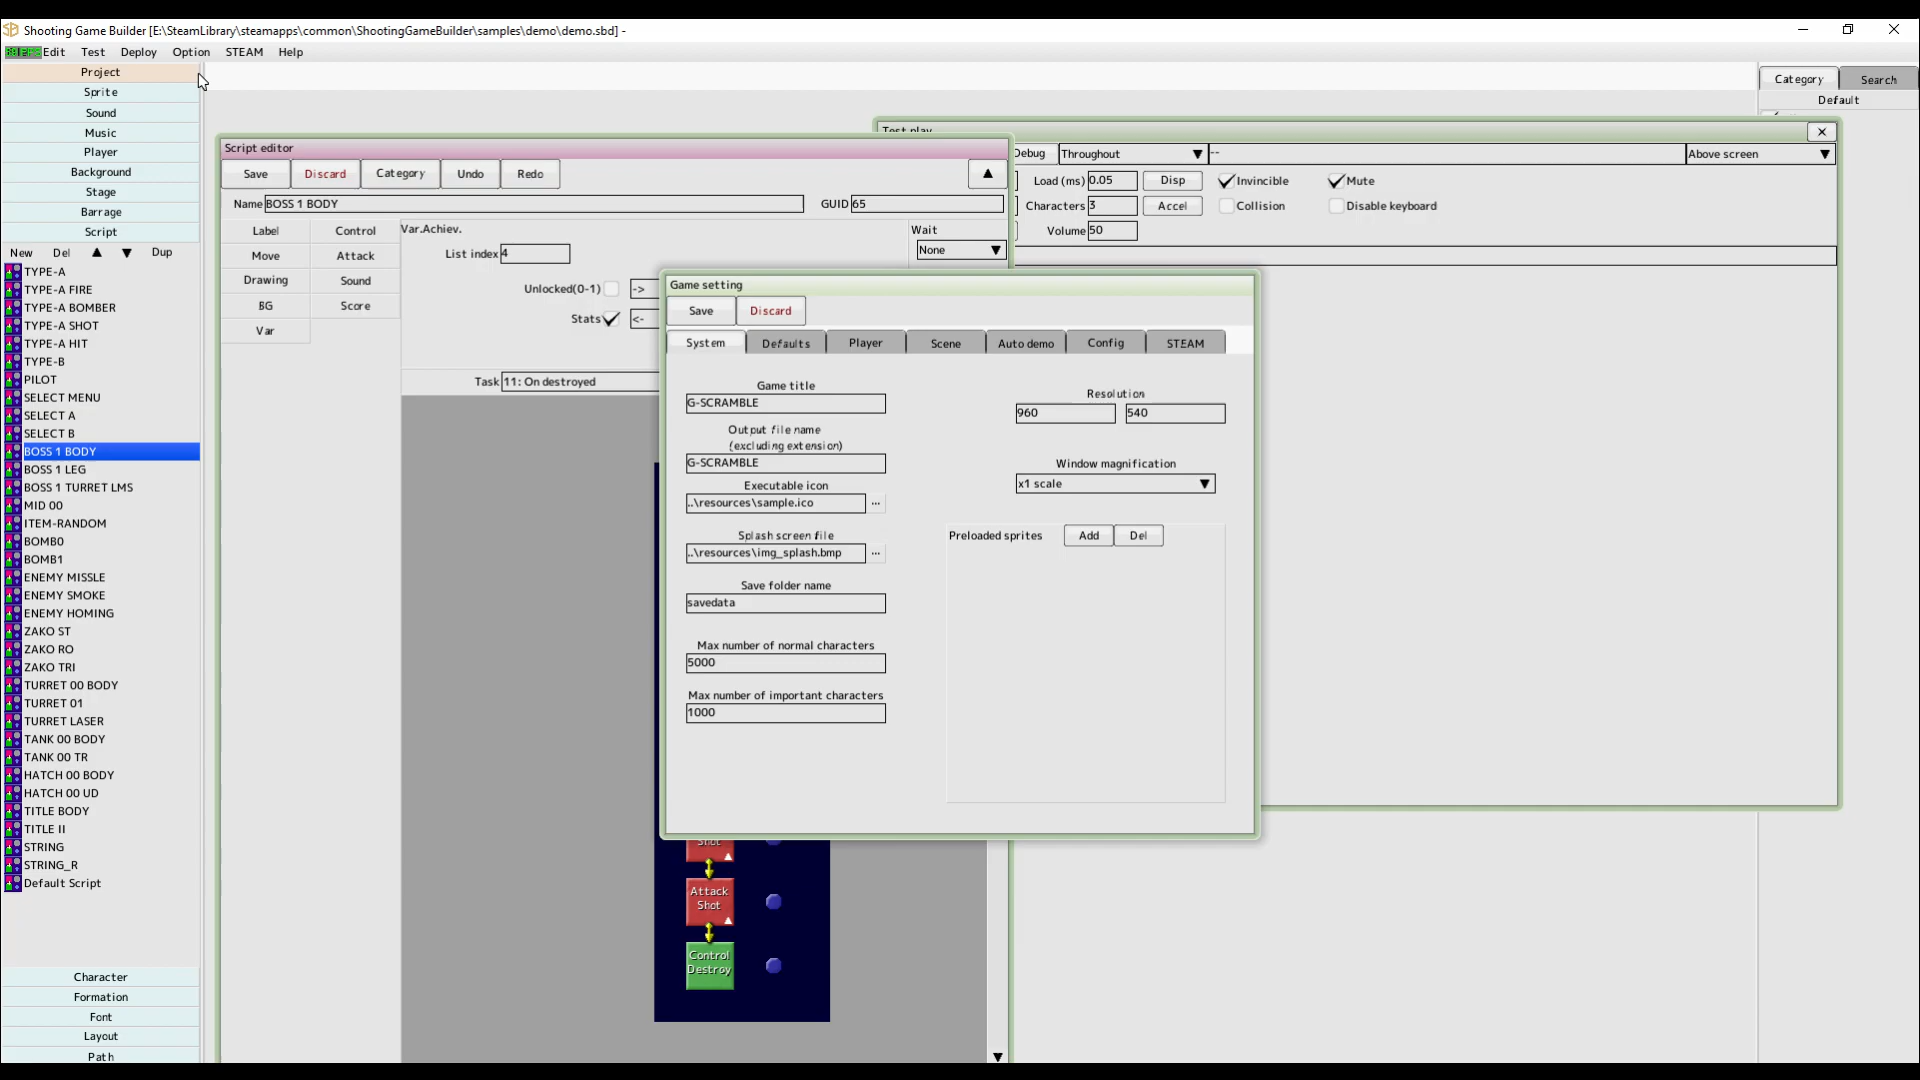 Shooting Game Builder [E:\SteamLibrary\steamapps\common\ShootingGameBuilder\samples\demo\demo.sbd] -
Edit Test Deploy Option STEAM Help
Project
Sprite
Sound
Music
Player
Background
Stage
Barrage
Script
New Del ▲ ▼ Dup
TYPE-A
TYPE-A FIRE
TYPE-A BOMBER
TYPE-A SHOT
TYPE-A HIT
TYPE-B
PILOT
SELECT MENU
SELECT A
SELECT B
BOSS 1 BODY
BOSS 1 LEG
BOSS 1 TURRET LMS
MID 00
ITEM-RANDOM
BOMB0
BOMB1
ENEMY MISSLE
ENEMY SMOKE
ENEMY HOMING
ZAKO ST
ZAKO RO
ZAKO TRI
TURRET 00 BODY
TURRET 01
TURRET LASER
TANK 00 BODY
TANK 00 TR
HATCH 00 BODY
HATCH 00 UD
TITLE BODY
TITLE II
STRING
STRING_R
Default Script
Character
Formation
Font
Layout
Path
Script editor
Save Discard Category Undo Redo ▲
Name BOSS 1 BODY GUID 65
Label Control
Move Attack
Drawing Sound
BG Score
Var
Var.Achiev.
List index 4
Unlocked(0-1) ->
Stats <-
Wait
None ▼
Task 11: On destroyed
Shot
Attack
Shot
Control
Destroy
Test play
Debug Throughout ▼ -- Above screen ▼
Load (ms) 0.05 Disp Invincible Mute
Characters 3 Accel Collision Disable keyboard
Volume 50
Game setting
Save Discard
System Defaults Player Scene Auto demo Config STEAM
Game title
G-SCRAMBLE
Output file name
(excluding extension)
G-SCRAMBLE
Executable icon
..\resources\sample.ico ...
Splash screen file
..\resources\img_splash.bmp ...
Save folder name
savedata
Max number of normal characters
5000
Max number of important characters
1000
Resolution
960 540
Window magnification
x1 scale ▼
Preloaded sprites Add Del
Category Search
Default